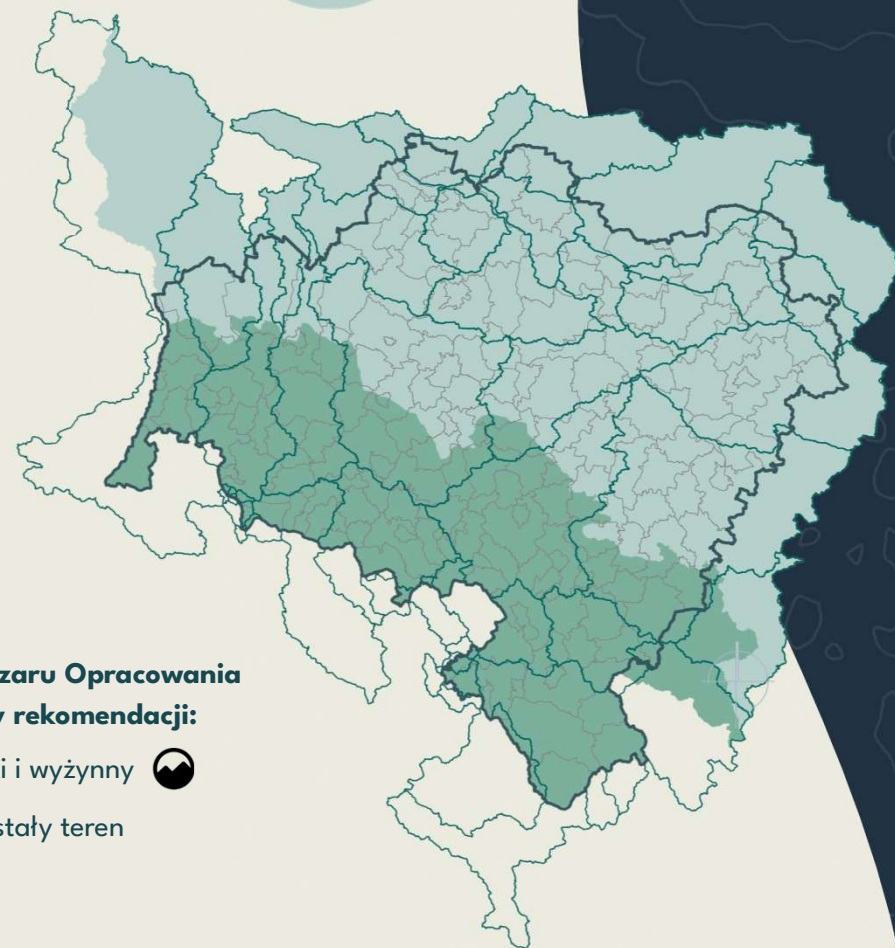 zaru Opracowania
y rekomendacji:
i i wyżynny
stały teren